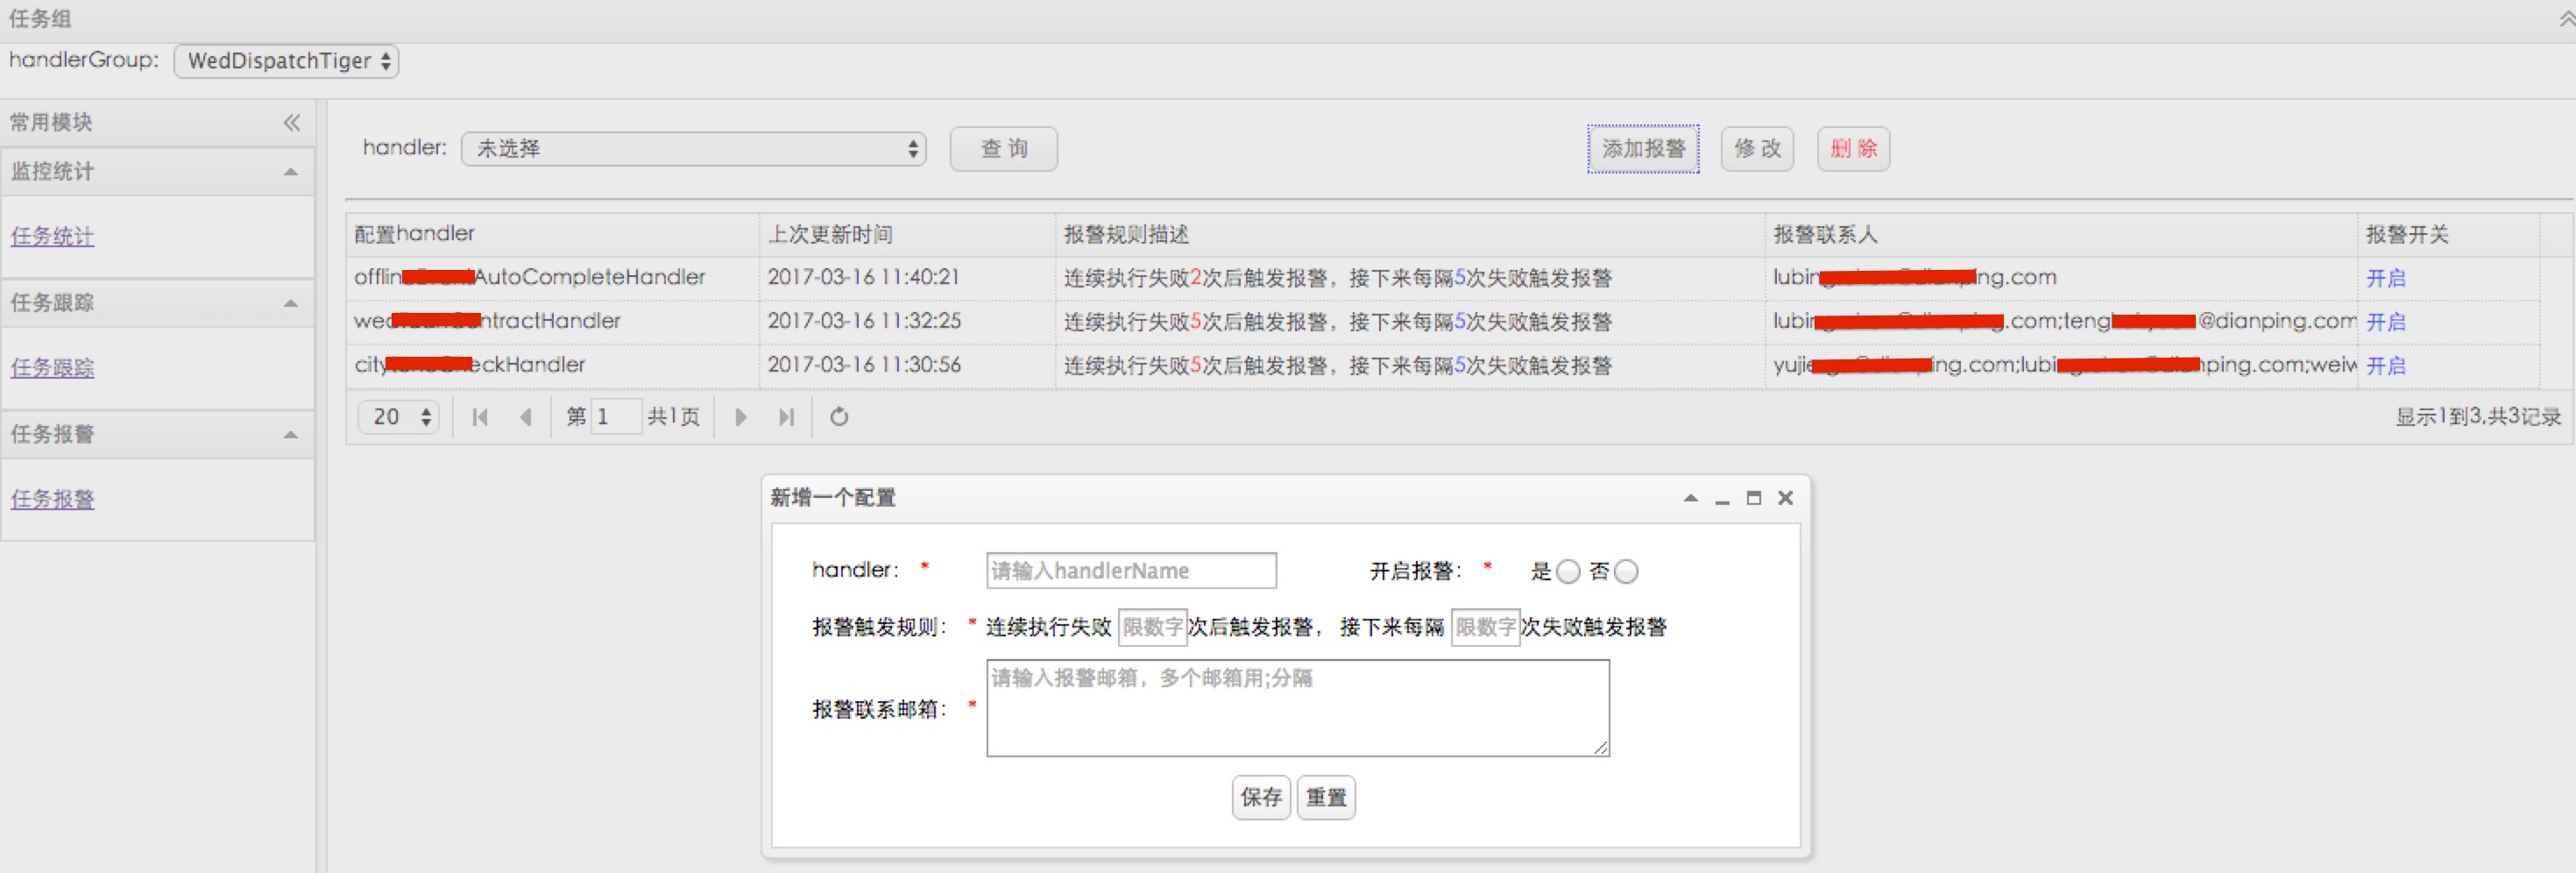 任务组
handlerGroup: WedDispatchTiger
常用模块
监控统计
任务统计
任务跟踪
任务跟踪
任务报警
任务报警
handler: 未选择 查 询 添加报警 修 改 删 除
配置handler 上次更新时间 报警规则描述 报警联系人 报警开关
offlin AutoCompleteHandler 2017-03-16 11:40:21 连续执行失败2次后触发报警，接下来每隔5次失败触发报警 lubin ng.com 开启
wed ntractHandler 2017-03-16 11:32:25 连续执行失败5次后触发报警，接下来每隔5次失败触发报警 lubin .com;teng @dianping.com 开启
city eckHandler 2017-03-16 11:30:56 连续执行失败5次后触发报警，接下来每隔5次失败触发报警 yujie ing.com;lubi ping.com;weiw 开启
20 第 1 共1页 显示1到3,共3记录
新增一个配置
handler: * 请输入handlerName 开启报警: * 是 否
报警触发规则: * 连续执行失败 限数字 次后触发报警， 接下来每隔 限数字 次失败触发报警
报警联系邮箱: * 请输入报警邮箱，多个邮箱用;分隔
保存 重置